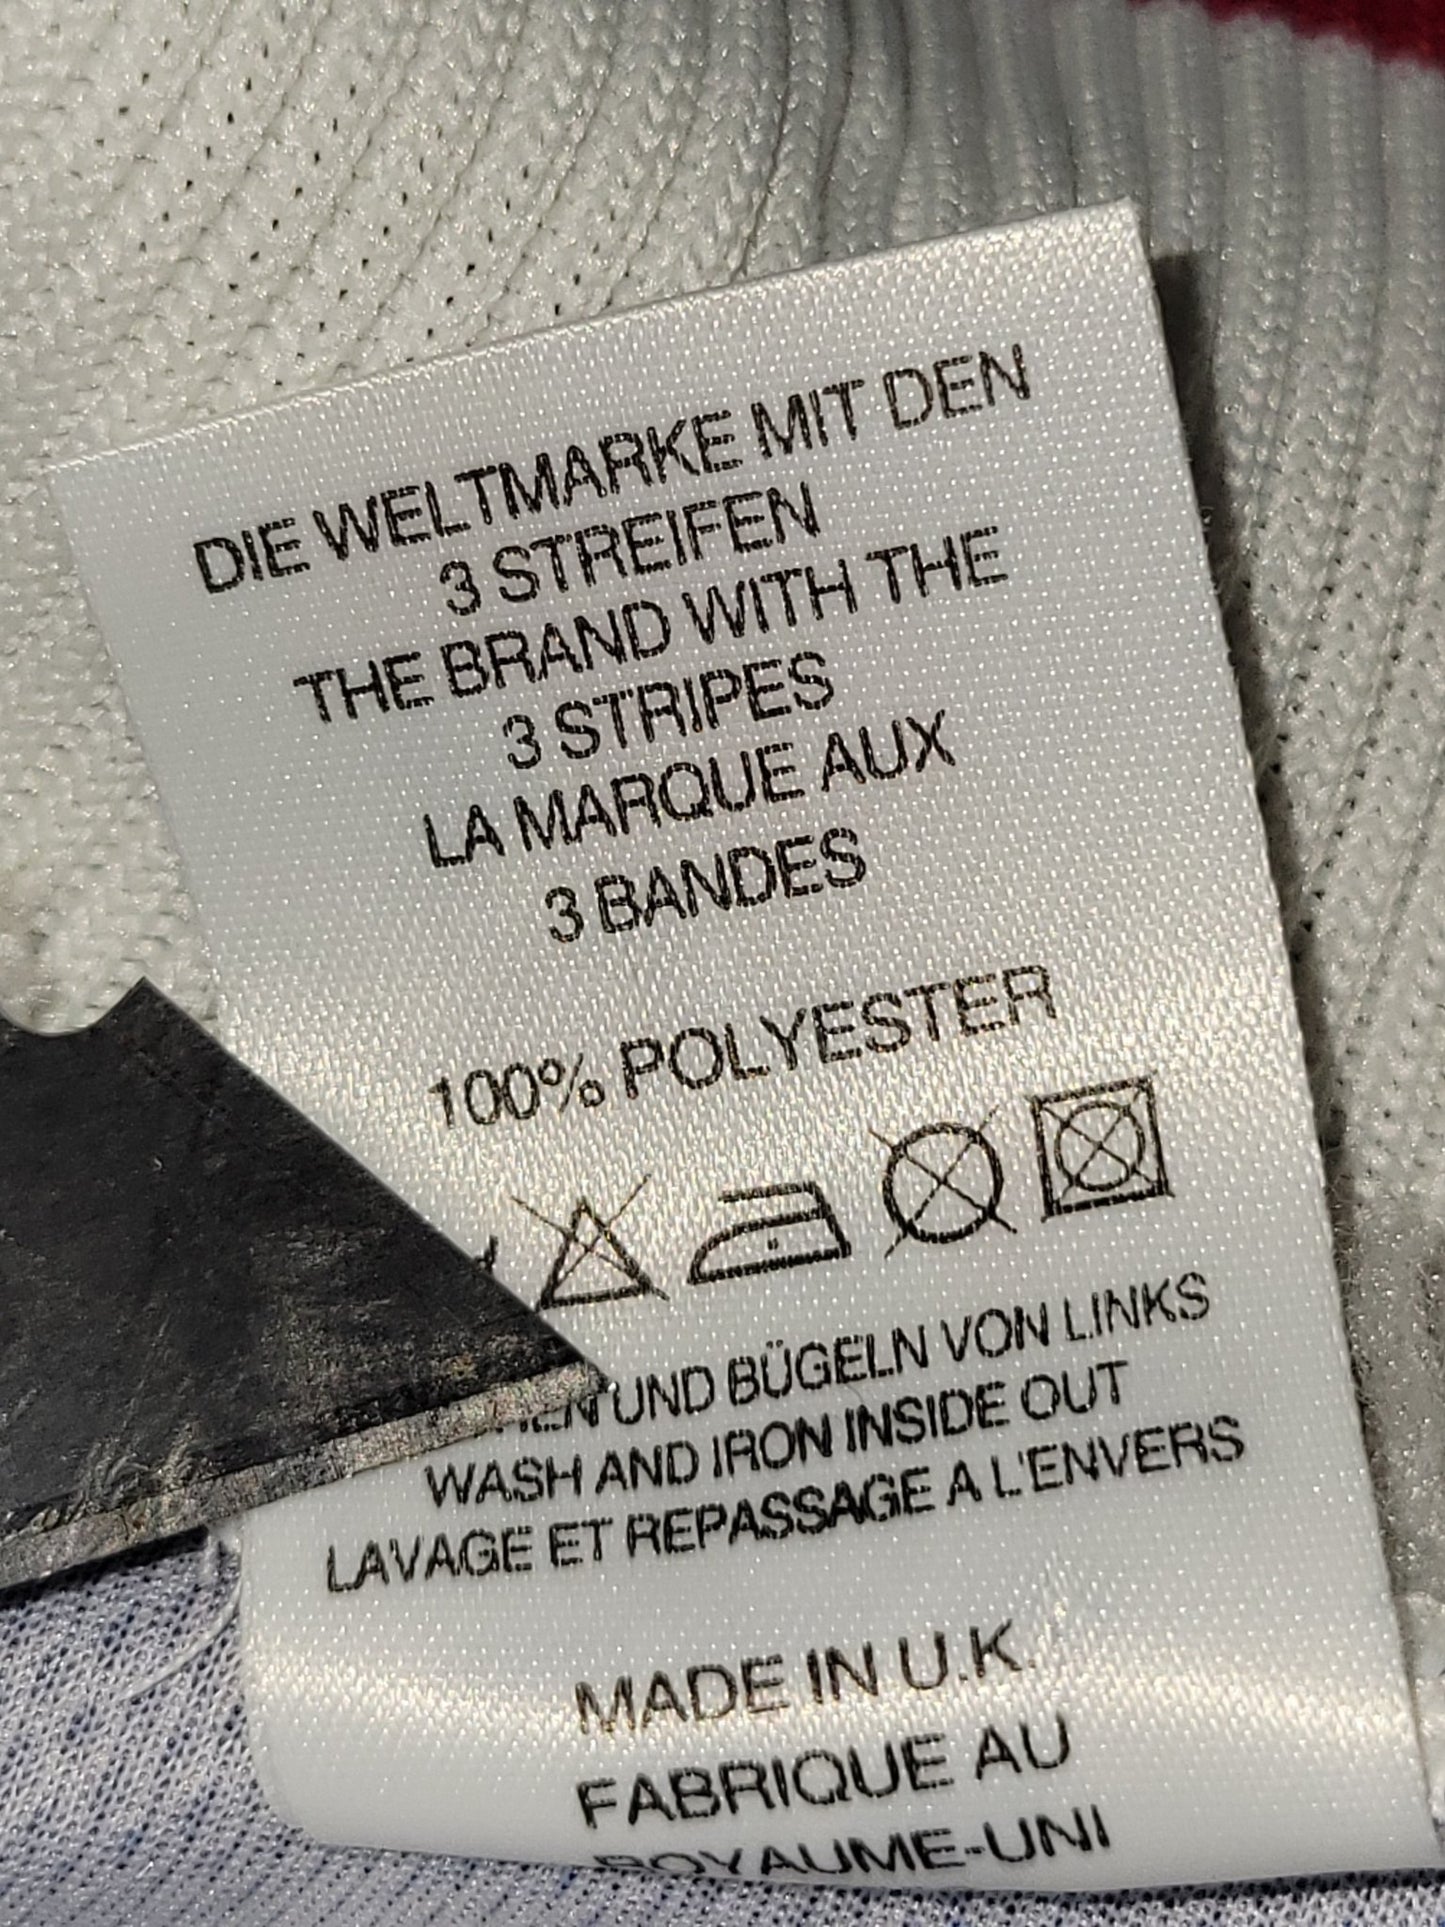 DIE WELTMARKE MIT DEN
3 STREIFEN
THE BRAND WITH THE
3 STRIPES
LA MARQUE AUX
3 BANDES
100% POLYESTER
UND BÜGELN VON LINKS
WASH AND IRON INSIDE OUT
LAVAGE ET REPASSAGE A L'ENVERS
MADE IN U.K.
FABRIQUE AU
ROYAUME-UNI